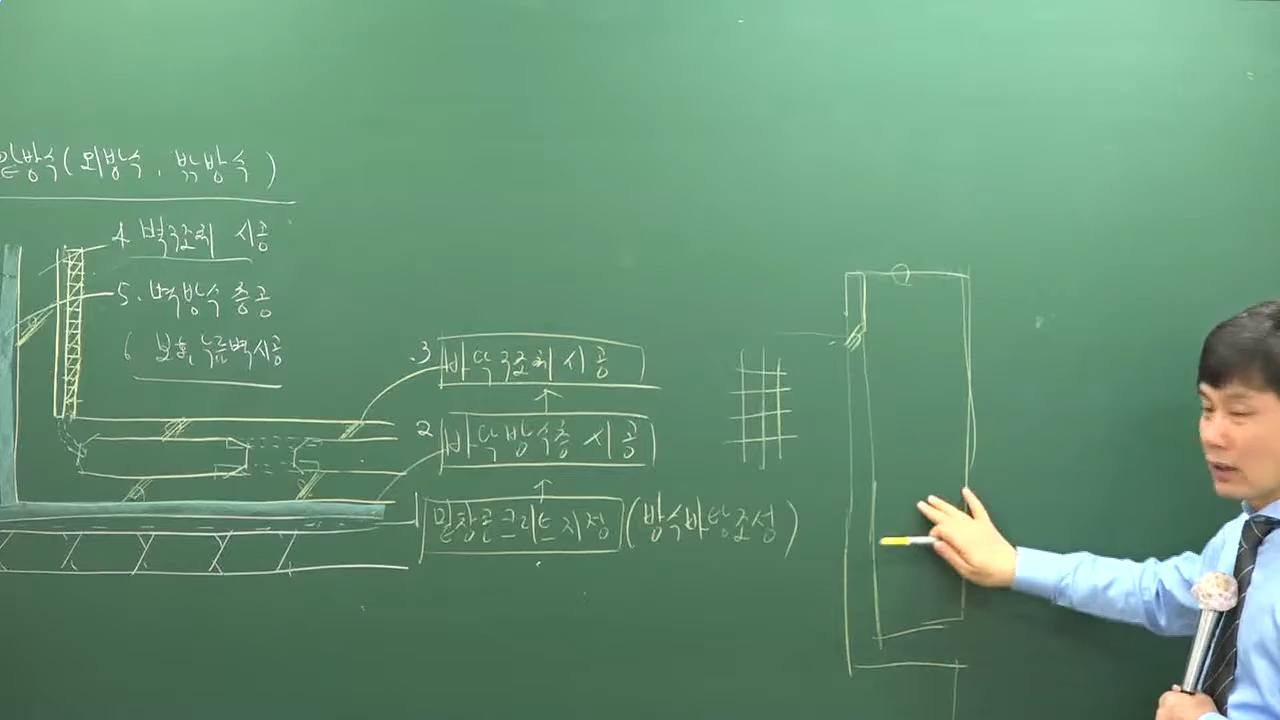 방수(외방수, 밖방수)
4. 벽구조체 시공
5. 벽방수 층공
6 보호누름벽시공
3 바닥구조체 시공
2 바닥방수층 시공
1 밑창콘크리트지정(방수바탕조성)